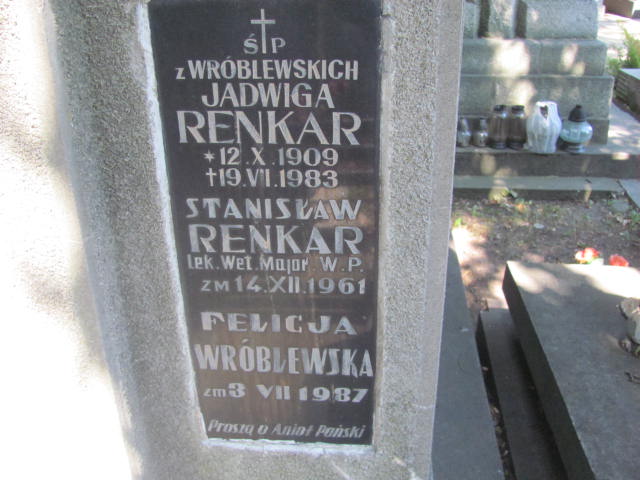 ŚP
z WRÓBLEWSKICH
JADWIGA
RENKAR
* 12.X.1909
†19.VII.1983
STANISŁAW
RENKAR
Lek. Wet. Major. W.P.
ZM 14.XII.1961
FELICJA
WRÓBLEWSKA
zm 3 VII 1987
Proszą o Anioł Pański